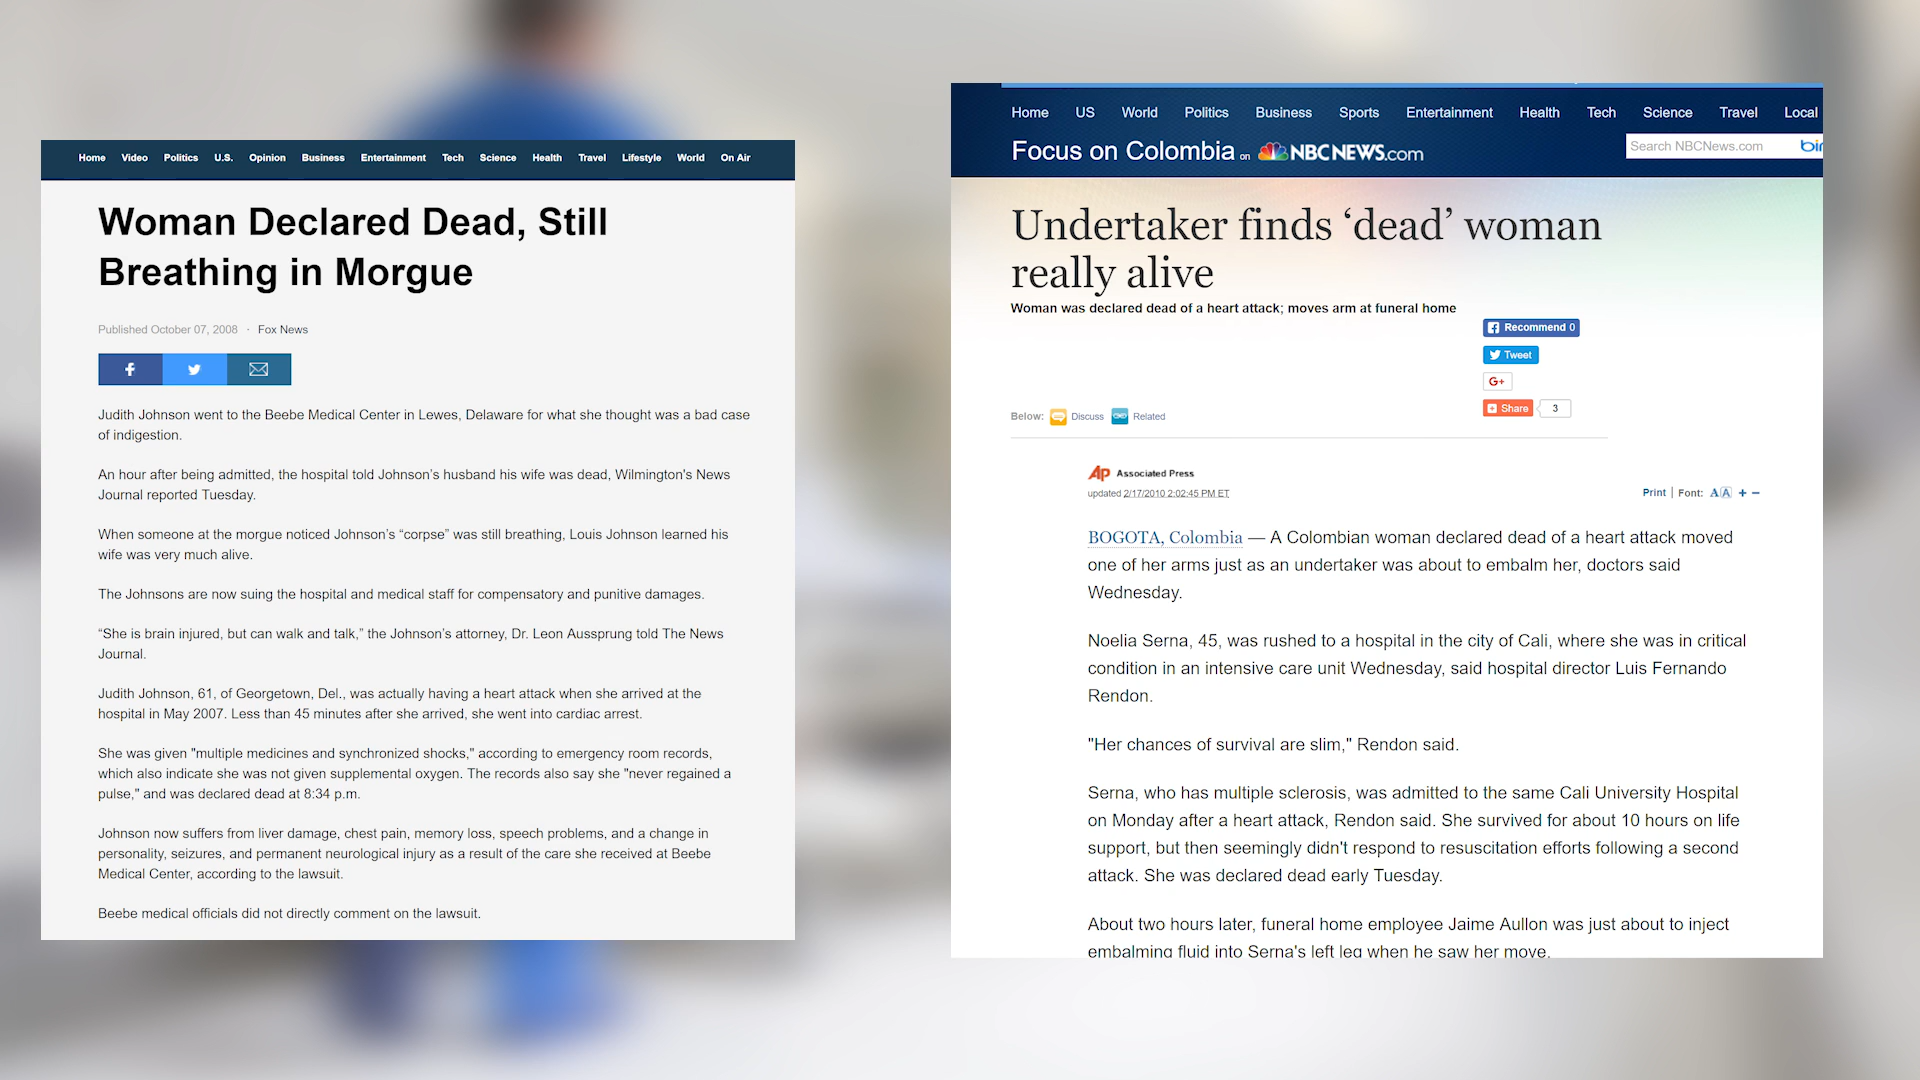 Home Video Politics U.S. Opinion Business Entertainment Tech Science Health Travel Lifestyle World On Air
Woman Declared Dead, Still
Breathing in Morgue
Published October 07, 2008 · Fox News
Judith Johnson went to the Beebe Medical Center in Lewes, Delaware for what she thought was a bad case
of indigestion.
An hour after being admitted, the hospital told Johnson's husband his wife was dead, Wilmington's News
Journal reported Tuesday.
When someone at the morgue noticed Johnson's “corpse” was still breathing, Louis Johnson learned his
wife was very much alive.
The Johnsons are now suing the hospital and medical staff for compensatory and punitive damages.
“She is brain injured, but can walk and talk,” the Johnson's attorney, Dr. Leon Aussprung told The News
Journal.
Judith Johnson, 61, of Georgetown, Del., was actually having a heart attack when she arrived at the
hospital in May 2007. Less than 45 minutes after she arrived, she went into cardiac arrest.
She was given "multiple medicines and synchronized shocks," according to emergency room records,
which also indicate she was not given supplemental oxygen. The records also say she "never regained a
pulse," and was declared dead at 8:34 p.m.
Johnson now suffers from liver damage, chest pain, memory loss, speech problems, and a change in
personality, seizures, and permanent neurological injury as a result of the care she received at Beebe
Medical Center, according to the lawsuit.
Beebe medical officials did not directly comment on the lawsuit.
Home US World Politics Business Sports Entertainment Health Tech Science Travel Local
Focus on Colombia on NBCNEWS.com
Search NBCNews.com bin
Undertaker finds ‘dead’ woman
really alive
Woman was declared dead of a heart attack; moves arm at funeral home
Recommend 0
Tweet
G+
Share 3
Below: Discuss Related
AP Associated Press
updated 2/17/2010 2:02:45 PM ET
Print | Font: A A + −
BOGOTA, Colombia — A Colombian woman declared dead of a heart attack moved
one of her arms just as an undertaker was about to embalm her, doctors said
Wednesday.
Noelia Serna, 45, was rushed to a hospital in the city of Cali, where she was in critical
condition in an intensive care unit Wednesday, said hospital director Luis Fernando
Rendon.
"Her chances of survival are slim," Rendon said.
Serna, who has multiple sclerosis, was admitted to the same Cali University Hospital
on Monday after a heart attack, Rendon said. She survived for about 10 hours on life
support, but then seemingly didn't respond to resuscitation efforts following a second
attack. She was declared dead early Tuesday.
About two hours later, funeral home employee Jaime Aullon was just about to inject
embalming fluid into Serna's left leg when he saw her move.